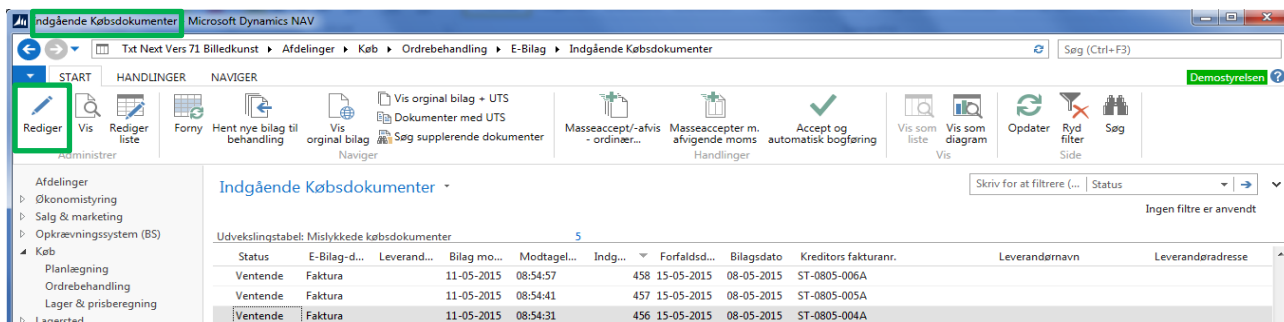 Indgående Købsdokumenter - Microsoft Dynamics NAV
Txt Next Vers 71 Billedkunst ▸ Afdelinger ▸ Køb ▸ Ordrebehandling ▸ E-Bilag ▸ Indgående Købsdokumenter
Søg (Ctrl+F3)
START HANDLINGER NAVIGER
Demostyrelsen
Rediger
Vis
Rediger liste
Forny
Hent nye bilag til behandling
Vis orginal bilag
Vis orginal bilag + UTS
Dokumenter med UTS
Søg supplerende dokumenter
Masseaccept/-afvis - ordinær...
Masseaccepter m. afvigende moms
Accept og automatisk bogføring
Vis som liste
Vis som diagram
Opdater
Ryd filter
Søg
Administrer
Naviger
Handlinger
Vis
Side
Afdelinger
Økonomistyring
Salg & marketing
Opkrævningssystem (BS)
Køb
Planlægning
Ordrebehandling
Lager & prisberegning
Lagersted
Indgående Købsdokumenter
Skriv for at filtrere (... Status
Ingen filtre er anvendt
Udvekslingstabel: Mislykkede købsdokumenter 5
Status E-Bilag-d... Leverand... Bilag mo... Modtagel... Indg... Forfaldsd... Bilagsdato Kreditors fakturanr. Leverandørnavn Leverandøradresse
Ventende Faktura 11-05-2015 08:54:57 458 15-05-2015 08-05-2015 ST-0805-006A
Ventende Faktura 11-05-2015 08:54:41 457 15-05-2015 08-05-2015 ST-0805-005A
Ventende Faktura 11-05-2015 08:54:31 456 15-05-2015 08-05-2015 ST-0805-004A